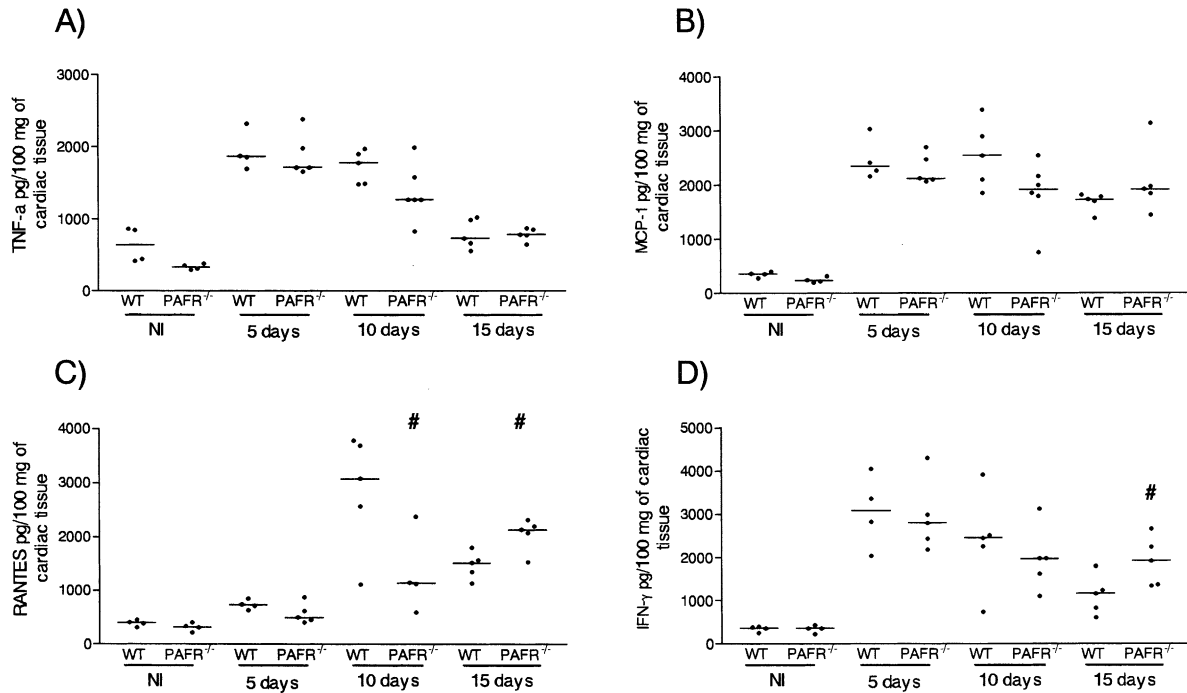 A)
TNF-a pg/100 mg of
cardiac tissue
3000
2000
1000
0
WT PAFR-/- WT PAFR-/- WT PAFR-/- WT PAFR-/-
NI 5 days 10 days 15 days
B)
MCP-1 pg/100 mg of
cardiac tissue
4000
3000
2000
1000
0
WT PAFR-/- WT PAFR-/- WT PAFR-/- WT PAFR-/-
NI 5 days 10 days 15 days
C)
RANTES pg/100 mg of
cardiac tissue
# #
4000
3000
2000
1000
0
WT PAFR-/- WT PAFR-/- WT PAFR-/- WT PAFR-/-
NI 5 days 10 days 15 days
D)
IFN-γ pg/100 mg of cardiac
tissue
5000
4000
#
3000
2000
1000
0
WT PAFR-/- WT PAFR-/- WT PAFR-/- WT PAFR-/-
NI 5 days 10 days 15 days